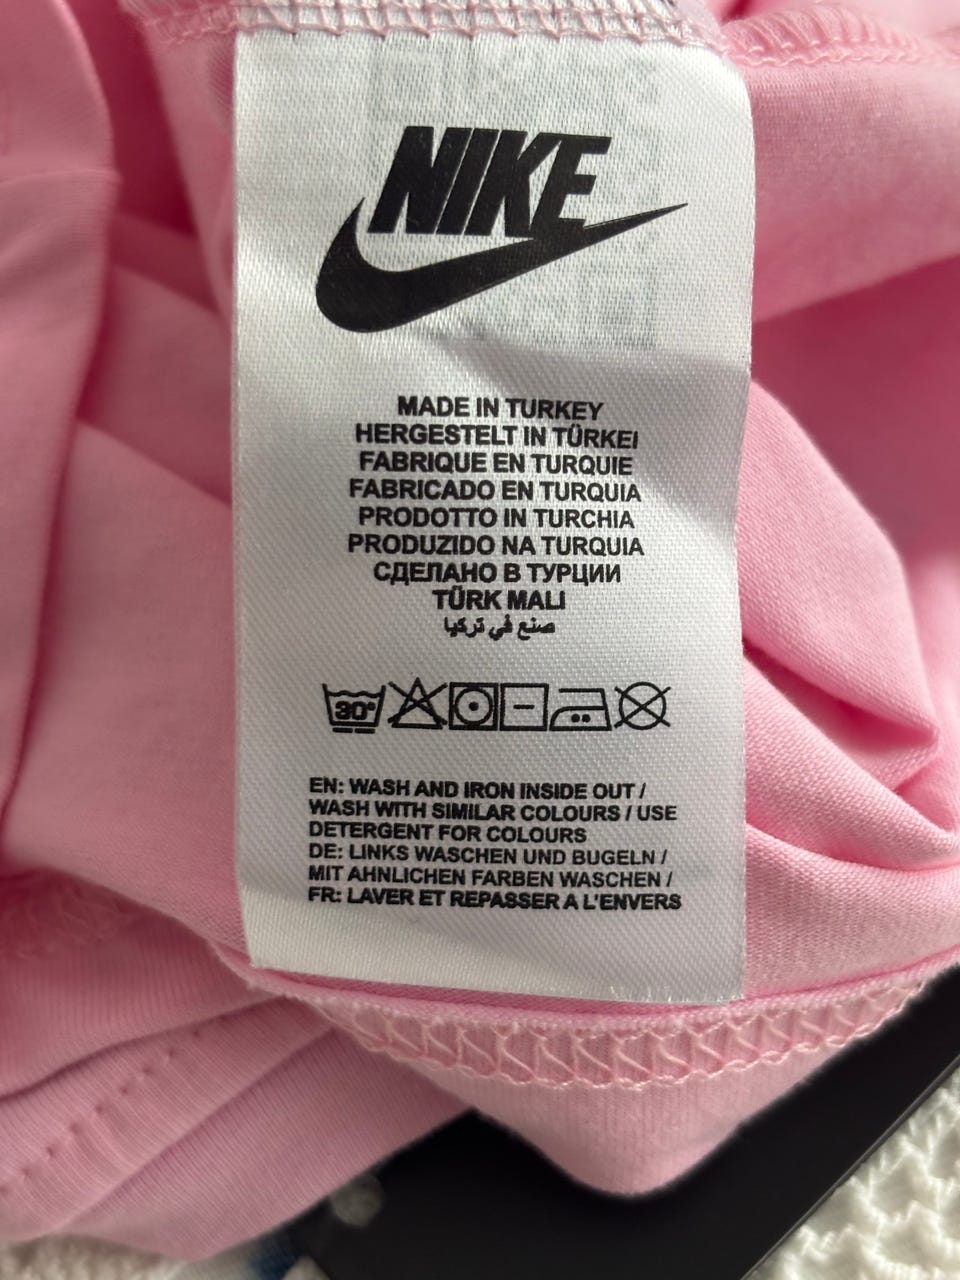 NIKE
MADE IN TURKEY
HERGESTELT IN TÜRKEI
FABRIQUE EN TURQUIE
FABRICADO EN TURQUIA
PRODOTTO IN TURCHIA
PRODUZIDO NA TURQUIA
СДЕЛАНО В ТУРЦИИ
TÜRK MALI
صنع في تركيا
30°
EN: WASH AND IRON INSIDE OUT /
WASH WITH SIMILAR COLOURS / USE
DETERGENT FOR COLOURS
DE: LINKS WASCHEN UND BUGELN /
MIT AHNLICHEN FARBEN WASCHEN /
FR: LAVER ET REPASSER A L'ENVERS